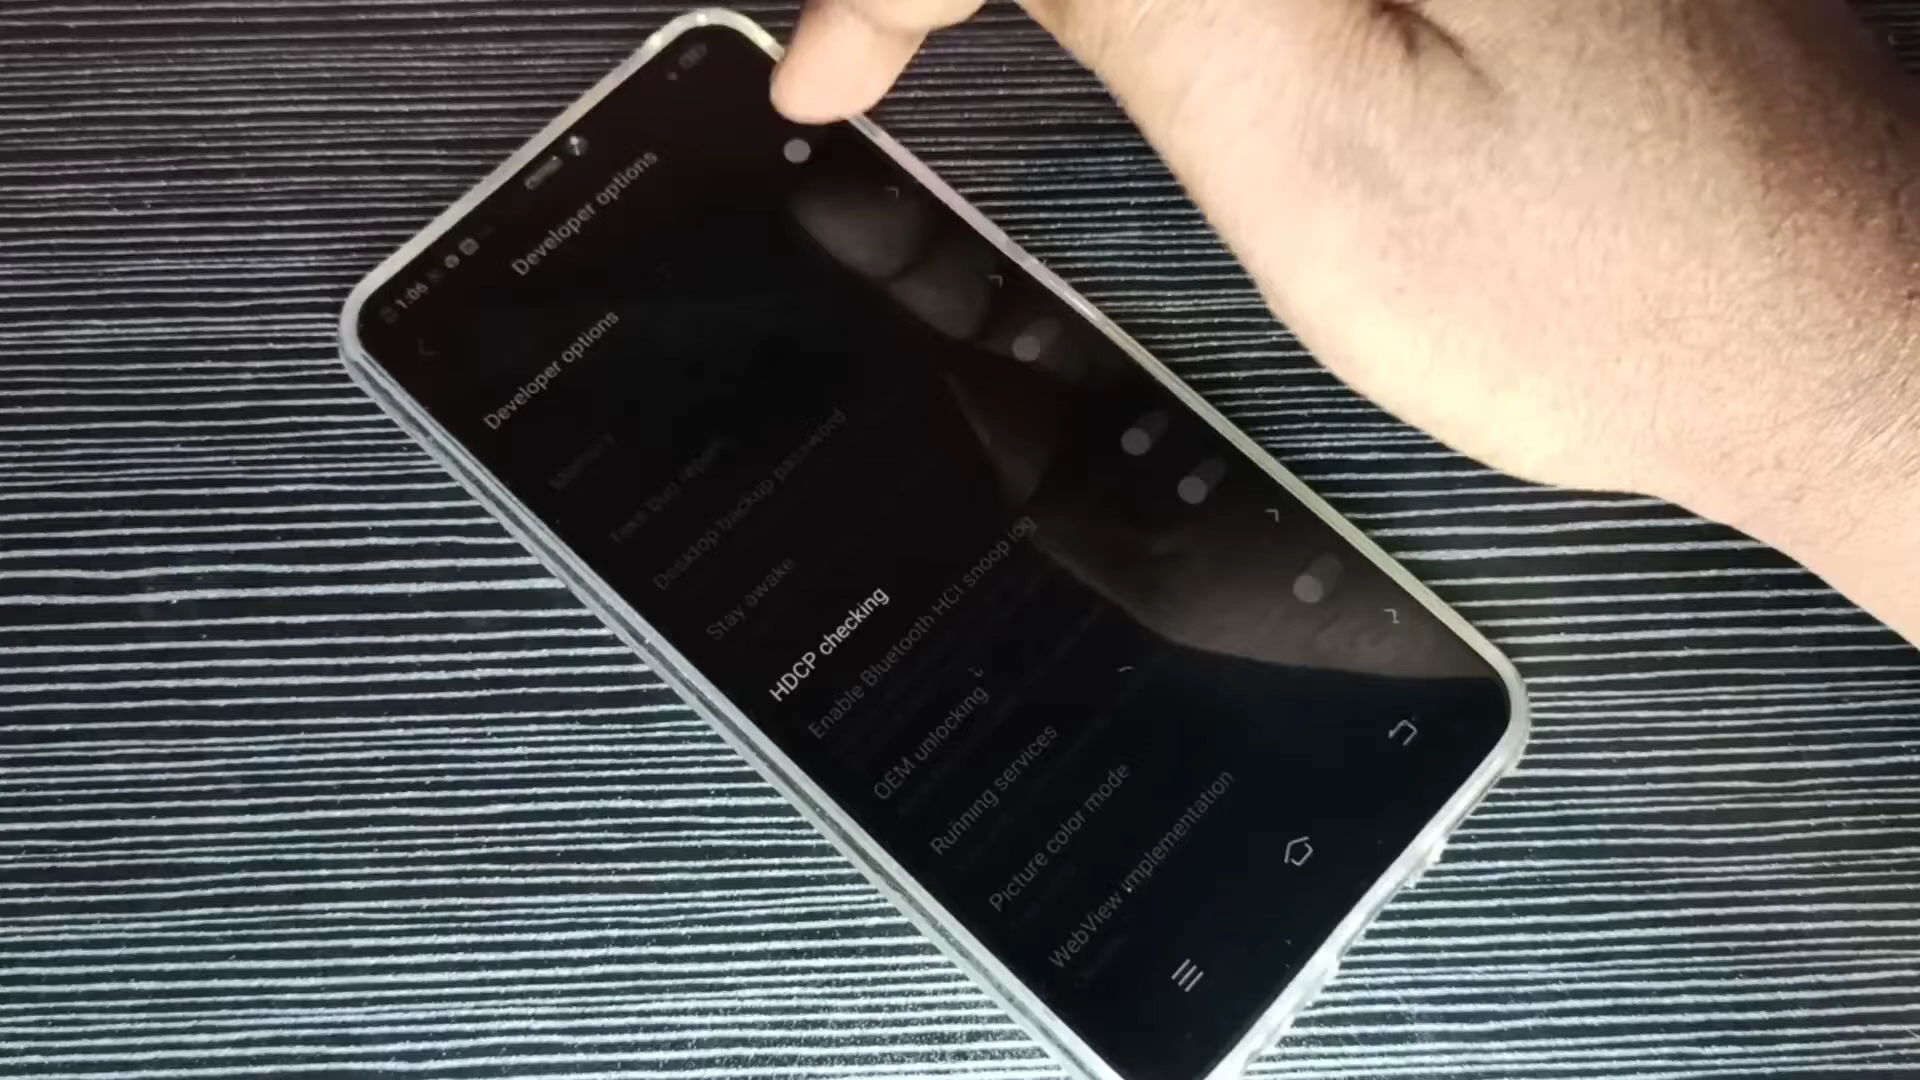 1:06
Developer options
Developer options
Memory
Take bug report
Desktop backup password
Stay awake
HDCP checking
Enable Bluetooth HCI snoop log
OEM unlocking
Running services
Picture color mode
WebView implementation